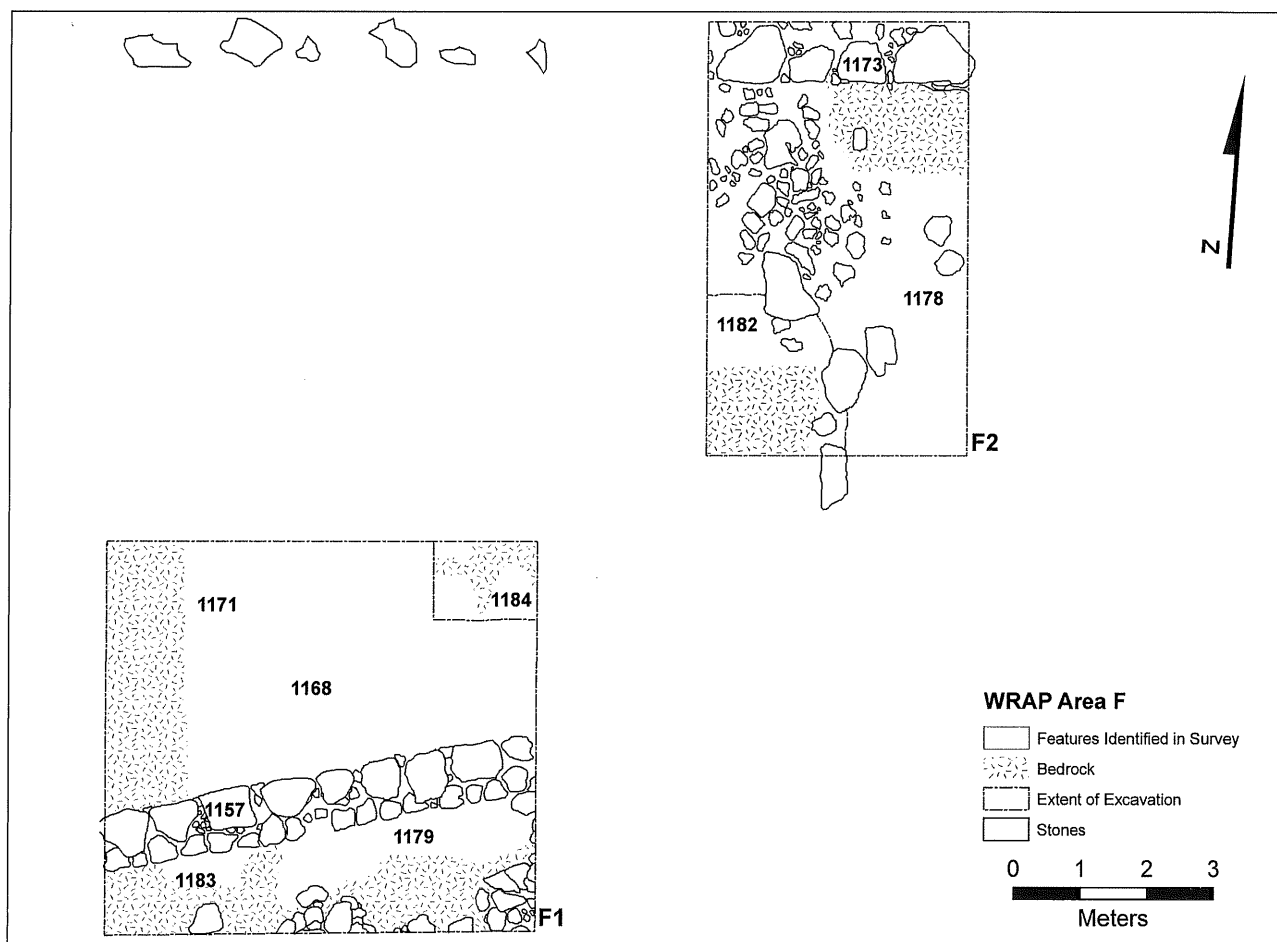 1173
1178
1182
F2
Z
1171
1184
1168
1157
1179
1183
F1
WRAP Area F
Features Identified in Survey
Bedrock
Extent of Excavation
Stones
0 1 2 3
Meters